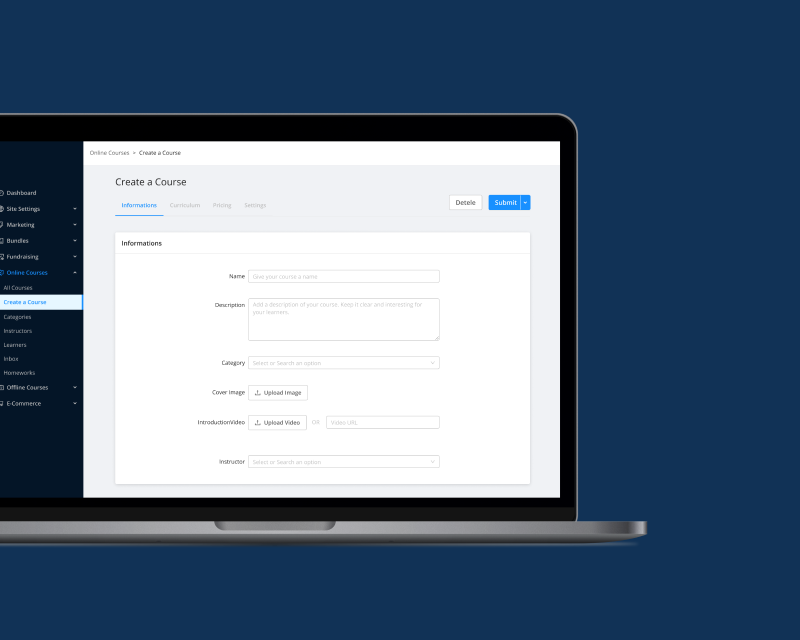 Online Courses > Create a Course
Dashboard
Site Settings
Marketing
Bundles
Fundraising
Online Courses
All Courses
Create a Course
Categories
Instructors
Learners
Inbox
Homeworks
Offline Courses
E-Commerce
Create a Course
Informations Curriculum Pricing Settings
Detele Submit
Informations
Name Give your course a name
Description Add a description of your course. Keep it clear and interesting for
your learners.
Category Select or Search an option
Cover Image Upload Image
IntroductionVideo Upload Video OR Video URL
Instructor Select or Search an option